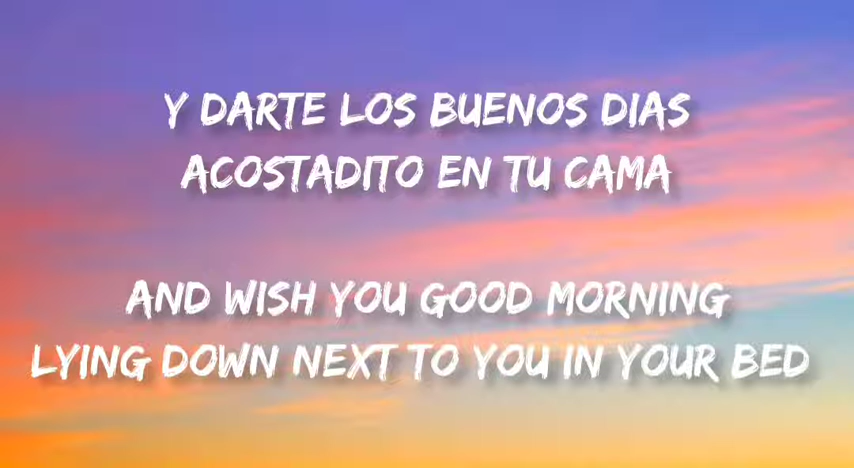 Y DARTE LOS BUENOS DIAS
ACOSTADITO EN TU CAMA
AND WISH YOU GOOD MORNING
LYING DOWN NEXT TO YOU IN YOUR BED